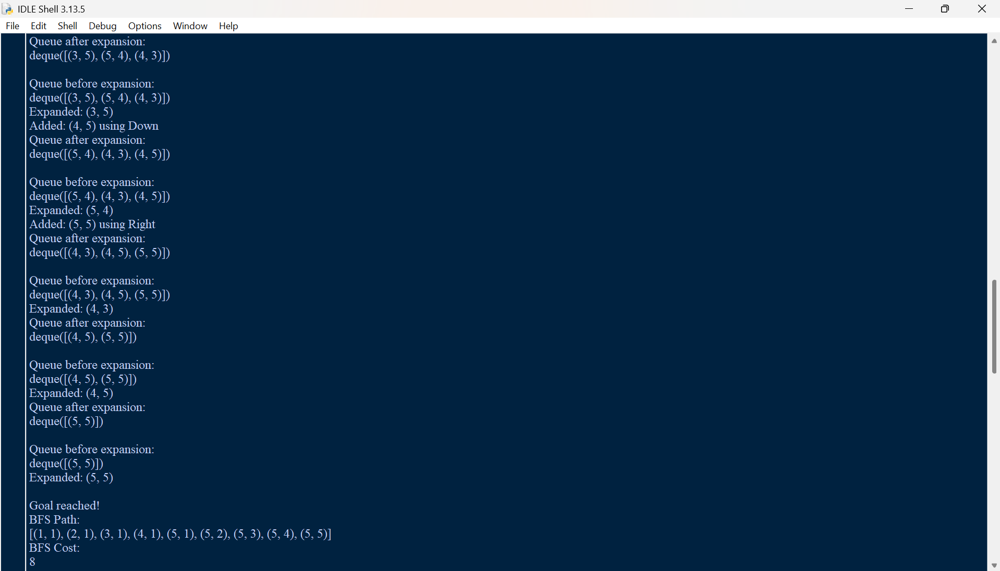 IDLE Shell 3.13.5
File Edit Shell Debug Options Window Help
Queue after expansion:
deque([(3, 5), (5, 4), (4, 3)])
Queue before expansion:
deque([(3, 5), (5, 4), (4, 3)])
Expanded: (3, 5)
Added: (4, 5) using Down
Queue after expansion:
deque([(5, 4), (4, 3), (4, 5)])
Queue before expansion:
deque([(5, 4), (4, 3), (4, 5)])
Expanded: (5, 4)
Added: (5, 5) using Right
Queue after expansion:
deque([(4, 3), (4, 5), (5, 5)])
Queue before expansion:
deque([(4, 3), (4, 5), (5, 5)])
Expanded: (4, 3)
Queue after expansion:
deque([(4, 5), (5, 5)])
Queue before expansion:
deque([(4, 5), (5, 5)])
Expanded: (4, 5)
Queue after expansion:
deque([(5, 5)])
Queue before expansion:
deque([(5, 5)])
Expanded: (5, 5)
Goal reached!
BFS Path:
[(1, 1), (2, 1), (3, 1), (4, 1), (5, 1), (5, 2), (5, 3), (5, 4), (5, 5)]
BFS Cost:
8